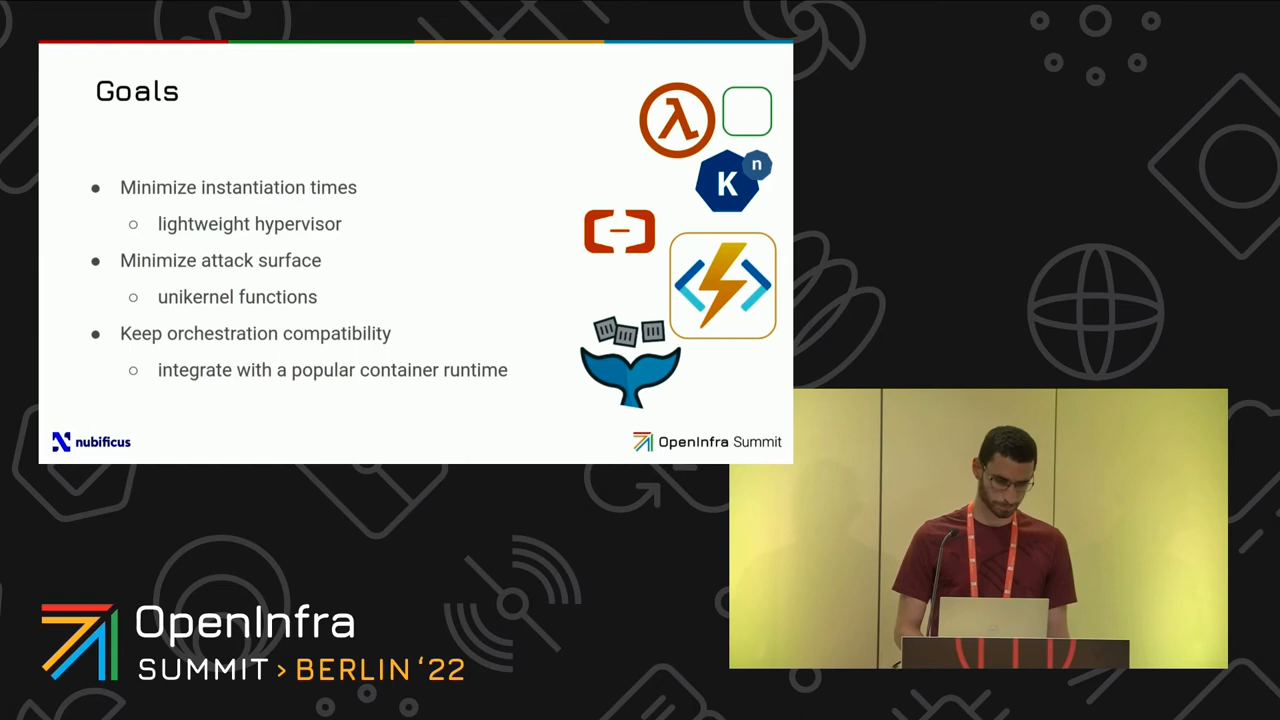 Goals
λ
n
K
● Minimize instantiation times
○ lightweight hypervisor
● Minimize attack surface
○ unikernel functions
● Keep orchestration compatibility
○ integrate with a popular container runtime
nubificus
OpenInfra Summit
OpenInfra
SUMMIT > BERLIN ‘22